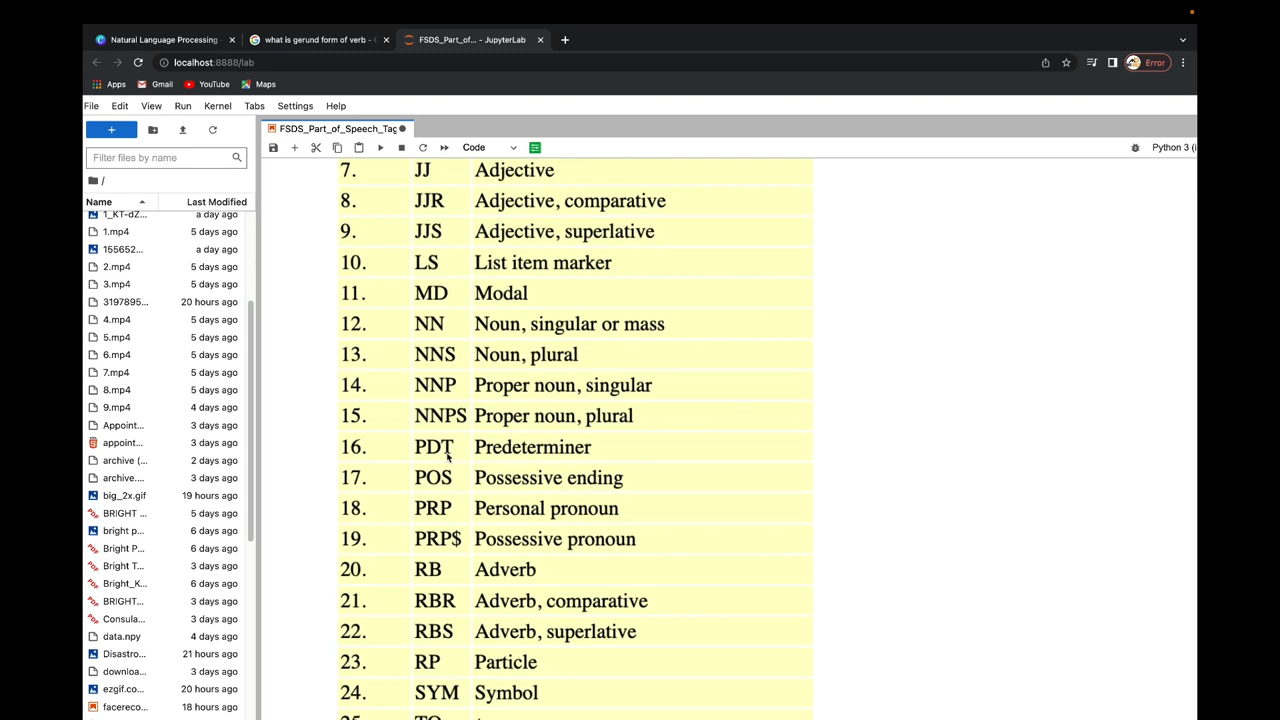 Natural Language Processing -
what is gerund form of verb -
FSDS_Part_of... - JupyterLab
localhost:8888/lab
Error
Apps Gmail YouTube Maps
File Edit View Run Kernel Tabs Settings Help
FSDS_Part_of_Speech_Tag
Code
Python 3 (i
Filter files by name
/
Name Last Modified
1_KT-dZ... a day ago
1.mp4 5 days ago
155652... a day ago
2.mp4 5 days ago
3.mp4 5 days ago
3197895... 20 hours ago
4.mp4 5 days ago
5.mp4 5 days ago
6.mp4 5 days ago
7.mp4 5 days ago
8.mp4 5 days ago
9.mp4 4 days ago
Appoint... 3 days ago
appoint... 3 days ago
archive (... 2 days ago
archive.... 5 days ago
big_2x.gif 19 hours ago
BRIGHT ... 5 days ago
bright p... 6 days ago
Bright P... 6 days ago
Bright T... 3 days ago
Bright_K... 6 days ago
BRIGHT... 3 days ago
Consula... 3 days ago
data.npy 4 days ago
Disastro... 21 hours ago
downloa... 3 days ago
ezgif.co... 20 hours ago
facereco... 18 hours ago
7. JJ Adjective
8. JJR Adjective, comparative
9. JJS Adjective, superlative
10. LS List item marker
11. MD Modal
12. NN Noun, singular or mass
13. NNS Noun, plural
14. NNP Proper noun, singular
15. NNPS Proper noun, plural
16. PDT Predeterminer
17. POS Possessive ending
18. PRP Personal pronoun
19. PRP$ Possessive pronoun
20. RB Adverb
21. RBR Adverb, comparative
22. RBS Adverb, superlative
23. RP Particle
24. SYM Symbol